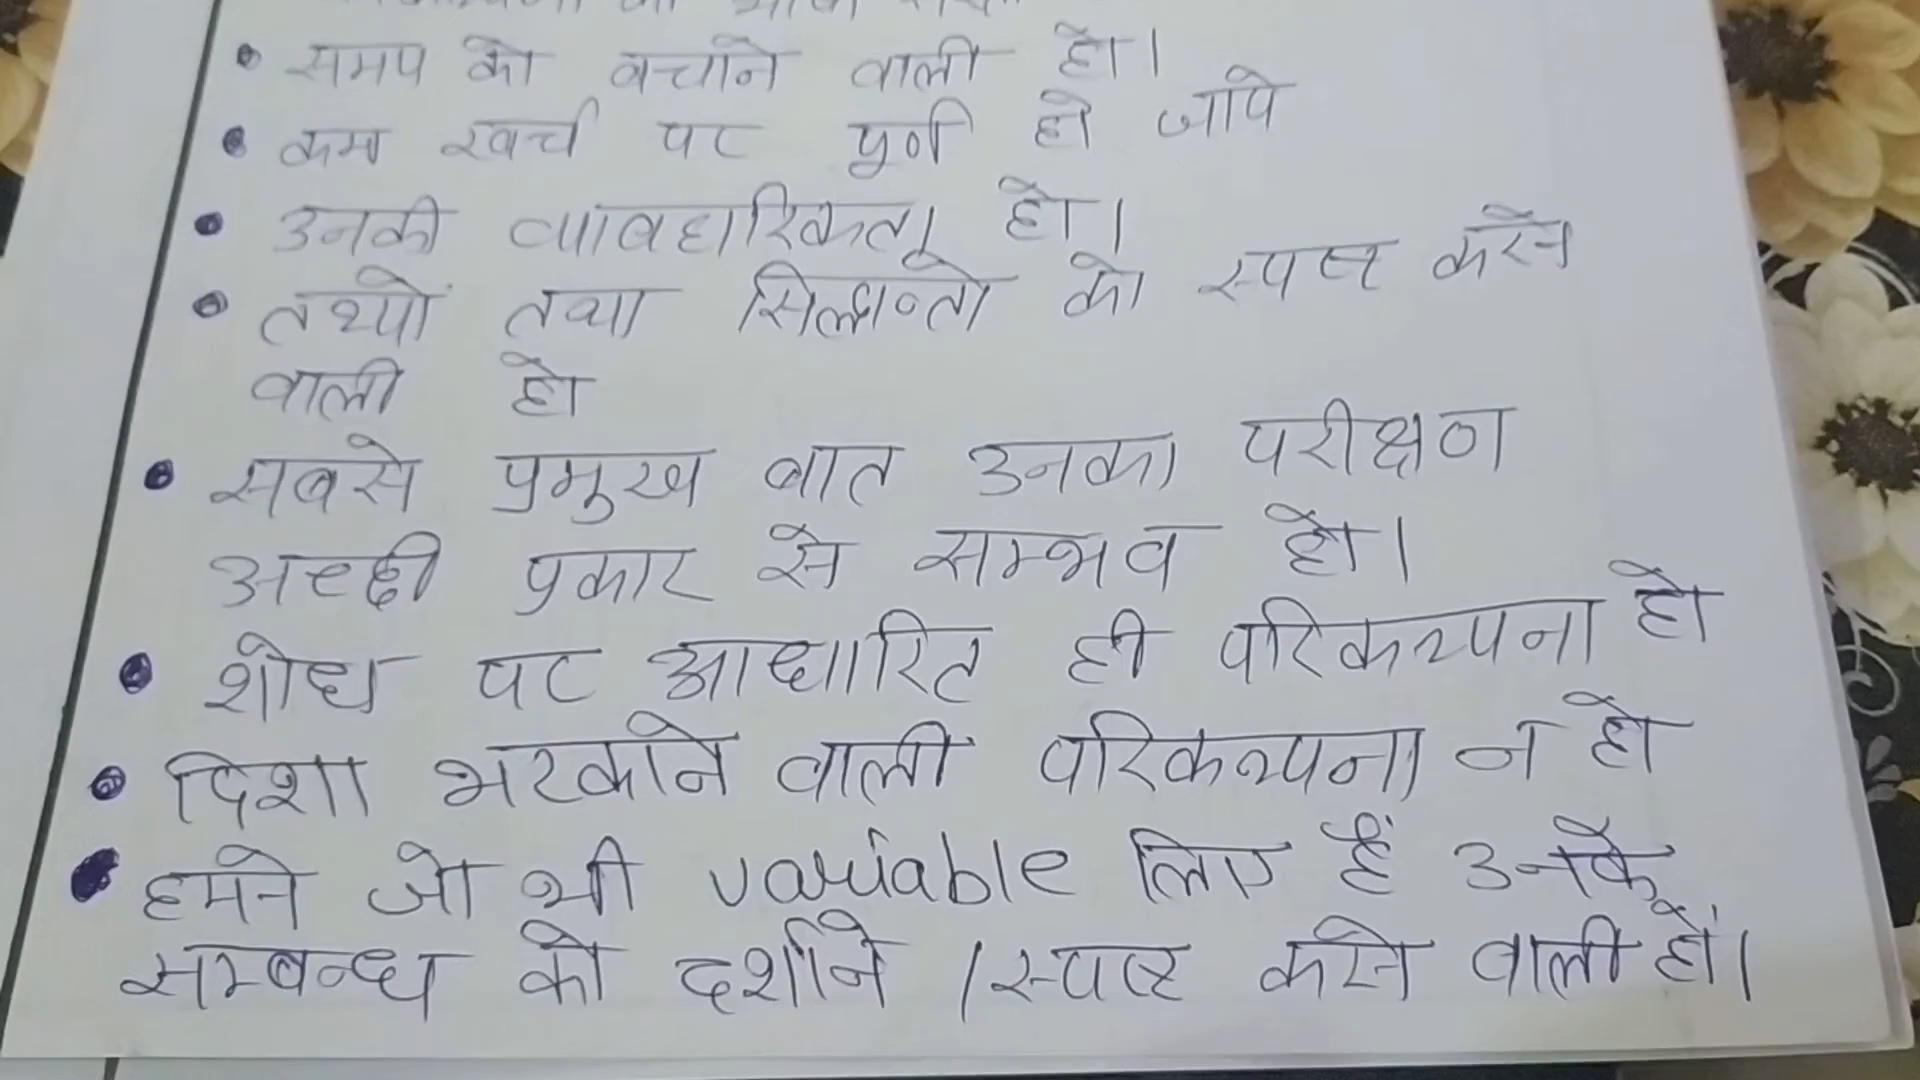 • समय को बचाने वाली हो।
• कम खर्च पर पूर्ण हो जाये
• उनकी व्यावहारिकता हो।
• तथ्यों तथा सिद्धान्तो को स्पष्ट करने
वाली हो
• सबसे प्रमुख बात उनका परीक्षण
अच्छी प्रकार से सम्भव हो।
• शोध पर आधारित ही परिकल्पना हो
• दिशा भटकाने वाली परिकल्पना न हो
• हमने जो भी variable लिए हैं उनके
सम्बन्ध को दर्शाने / स्पष्ट करने वाली हों।